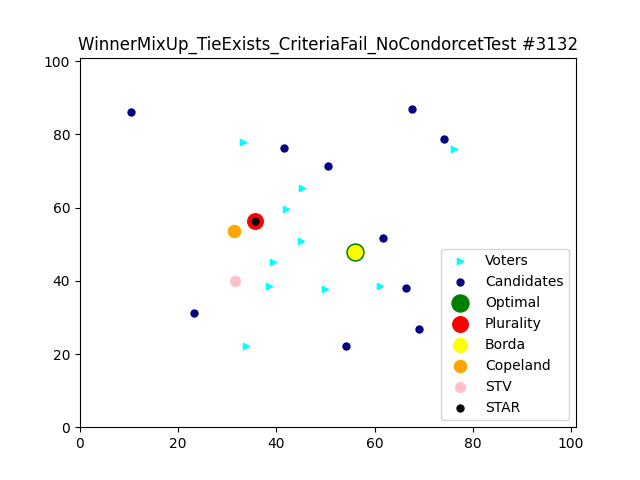 WinnerMixUp_TieExists_CriteriaFail_NoCondorcetTest #3132
100
80
60
40
20
0
0 20 40 60 80 100
Voters
Candidates
Optimal
Plurality
Borda
Copeland
STV
STAR